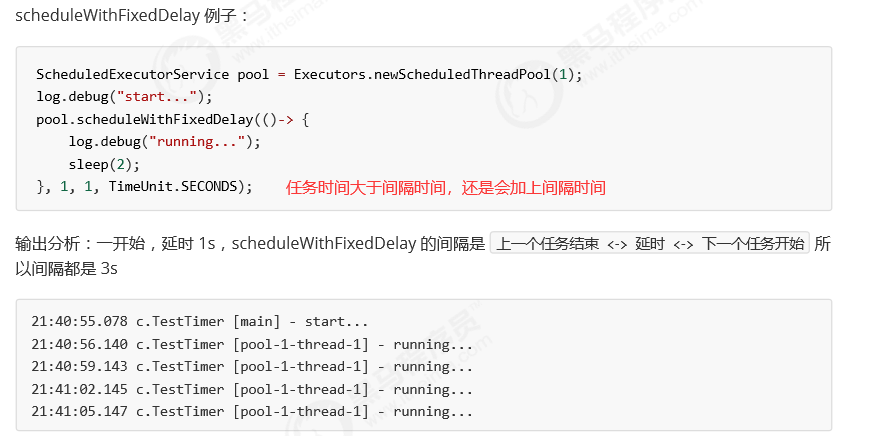 scheduleWithFixedDelay 例子：
黑马程序员
www.itheima.com
ScheduledExecutorService pool = Executors.newScheduledThreadPool(1);
log.debug("start...");
pool.scheduleWithFixedDelay(()-> {
    log.debug("running...");
    sleep(2);
}, 1, 1, TimeUnit.SECONDS); 任务时间大于间隔时间，还是会加上间隔时间
输出分析：一开始，延时 1s，scheduleWithFixedDelay 的间隔是 上一个任务结束 <-> 延时 <-> 下一个任务开始 所
以间隔都是 3s
21:40:55.078 c.TestTimer [main] - start...
21:40:56.140 c.TestTimer [pool-1-thread-1] - running...
21:40:59.143 c.TestTimer [pool-1-thread-1] - running...
21:41:02.145 c.TestTimer [pool-1-thread-1] - running...
21:41:05.147 c.TestTimer [pool-1-thread-1] - running...